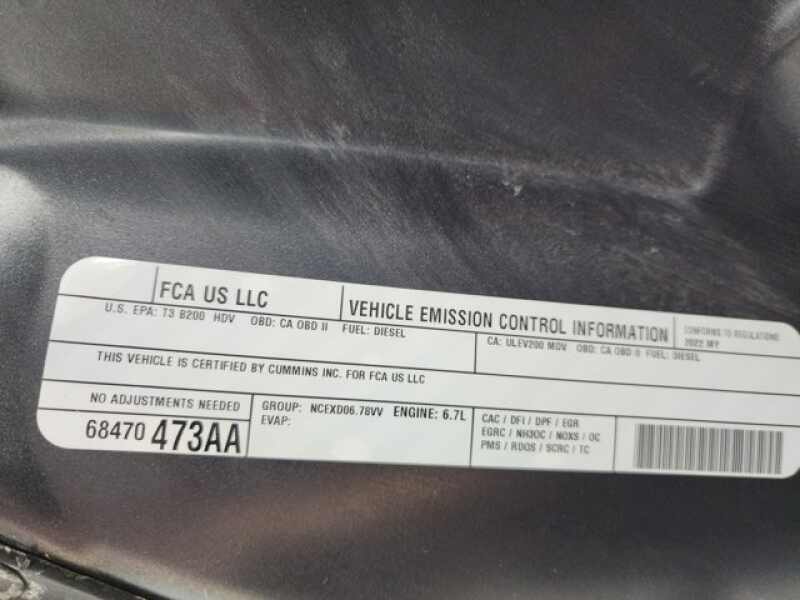 FCA US LLC
VEHICLE EMISSION CONTROL INFORMATION
CONFORMS TO REGULATIONS:
2022 MY
U.S. EPA: T3 B200 HDV OBD: CA OBD II FUEL: DIESEL
CA: ULEV200 MDV OBD: CA OBD II FUEL: DIESEL
THIS VEHICLE IS CERTIFIED BY CUMMINS INC. FOR FCA US LLC
NO ADJUSTMENTS NEEDED
68470 473AA
GROUP: NCEXD06.78VV ENGINE: 6.7L
EVAP:
CAC / DFI / DPF / EGR
EGRC / NH3OC / NOXS / OC
PMS / RDQS / SCRC / TC